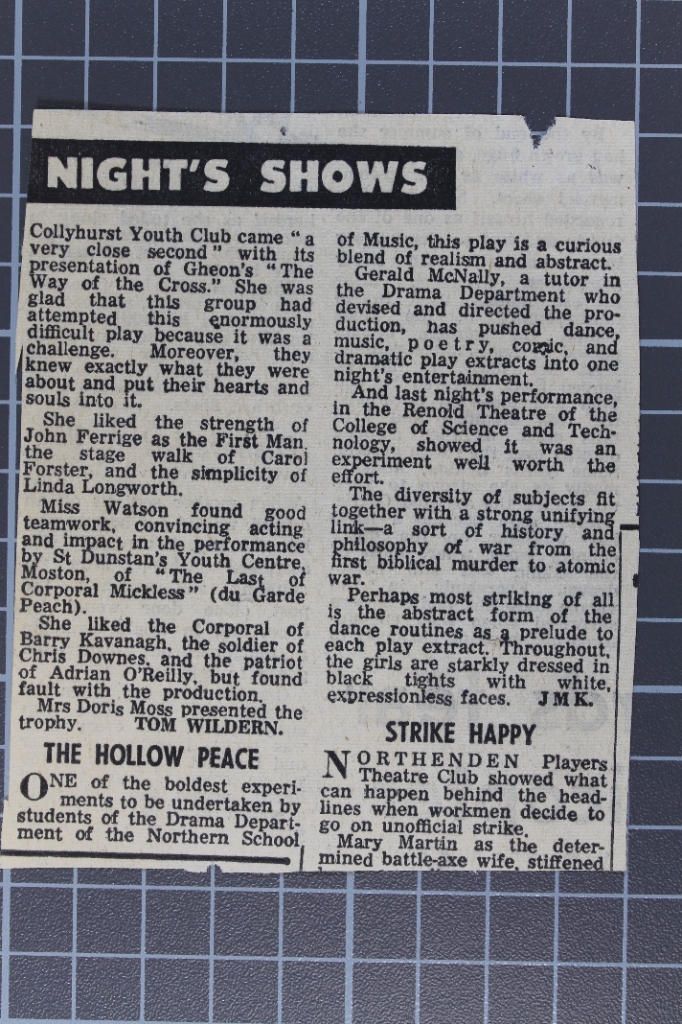 NIGHT'S SHOWS
Collyhurst Youth Club came "a
very close second" with its
presentation of Gheon's "The
Way of the Cross." She was
glad that this group had
attempted this enormously
difficult play because it was a
challenge. Moreover, they
knew exactly what they were
about and put their hearts and
souls into it.
She liked the strength of
John Ferrige as the First Man,
the stage walk of Carol
Forster, and the simplicity of
Linda Longworth.
Miss Watson found good
teamwork, convincing acting
and impact in the performance
by St Dunstan's Youth Centre,
Moston, of "The Last of
Corporal Mickless" (du Garde
Peach).
She liked the Corporal of
Barry Kavanagh, the soldier of
Chris Downes, and the patriot
of Adrian O'Reilly, but found
fault with the production.
Mrs Doris Moss presented the
trophy. TOM WILDERN.
THE HOLLOW PEACE
ONE of the boldest experi-
ments to be undertaken by
students of the Drama Depart-
ment of the Northern School
of Music, this play is a curious
blend of realism and abstract.
Gerald McNally, a tutor in
the Drama Department who
devised and directed the pro-
duction, has pushed dance,
music, poetry, comic, and
dramatic play extracts into one
night's entertainment.
And last night's performance,
in the Renold Theatre of the
College of Science and Tech-
nology, showed it was an
experiment well worth the
effort.
The diversity of subjects fit
together with a strong unifying
link—a sort of history and
philosophy of war from the
first biblical murder to atomic
war.
Perhaps most striking of all
is the abstract form of the
dance routines as a prelude to
each play extract. Throughout,
the girls are starkly dressed in
black tights with white,
expressionless faces. JMK.
STRIKE HAPPY
NORTHENDEN Players
Theatre Club showed what
can happen behind the head-
lines when workmen decide to
go on unofficial strike.
Mary Martin as the deter-
mined battle-axe wife, stiffened